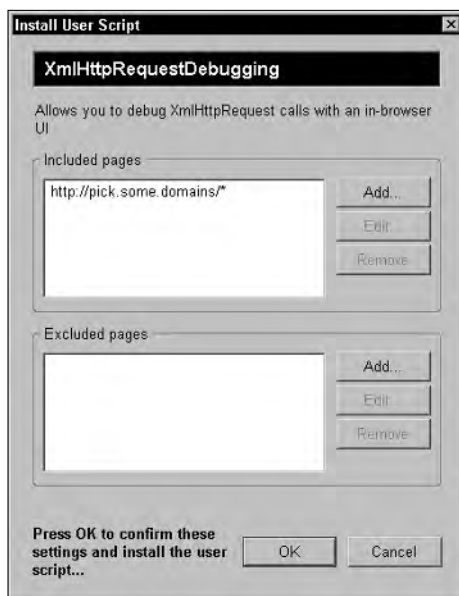 Install User Script
XmlHttpRequestDebugging
Allows you to debug XmlHttpRequest calls with an in-browser
UI
Included pages
http://pick.some.domains/*
Add...
Edit...
Remove
Excluded pages
Add...
Edit...
Remove
Press OK to confirm these
settings and install the user
script...
OK
Cancel